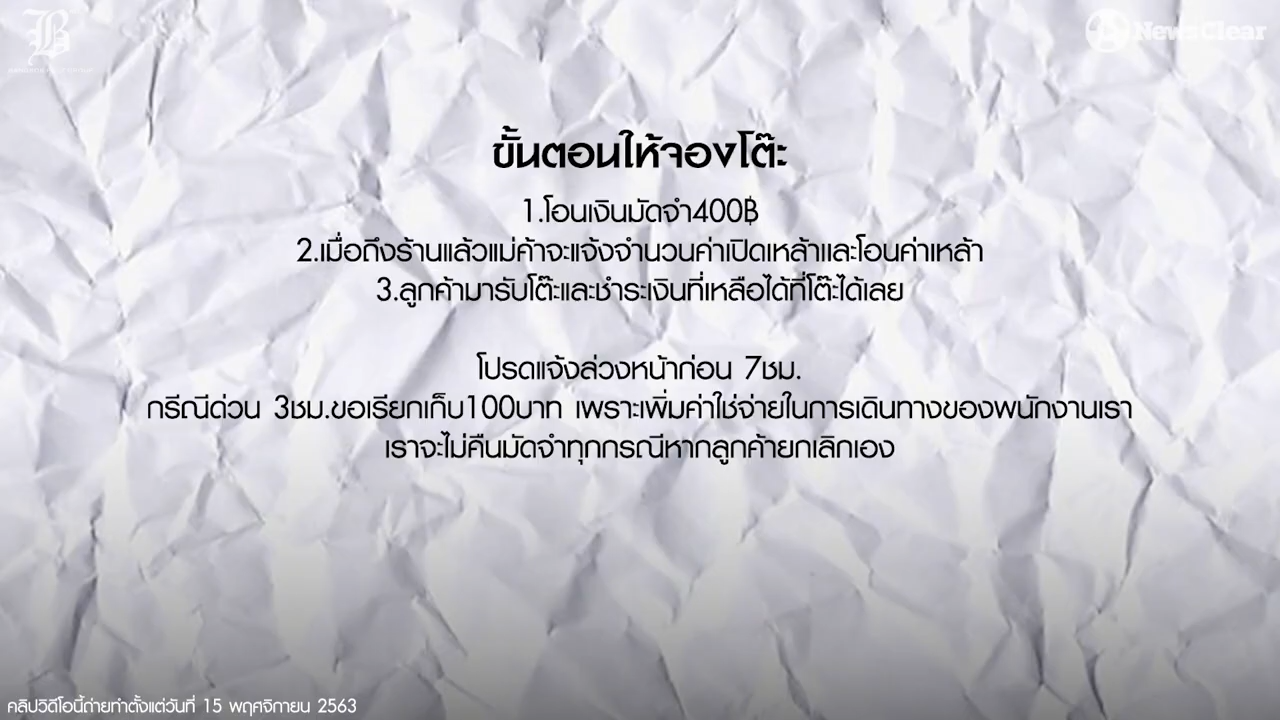 NewsClear
ขั้นตอนให้จองโต๊ะ
1.โอนเงินมัดจำ400฿
2.เมื่อถึงร้านแล้วแม่ค้าจะแจ้งจำนวนค่าเปิดเหล้าและโอนค่าเหล้า
3.ลูกค้ามารับโต๊ะและชำระเงินที่เหลือได้ที่โต๊ะได้เลย
โปรดแจ้งล่วงหน้าก่อน 7ชม.
กรีณีด่วน 3ชม.ขอเรียกเก็บ100บาท เพราะเพิ่มค่าใช่จ่ายในการเดินทางของพนักงานเรา
เราจะไม่คืนมัดจำทุกกรณีหากลูกค้ายกเลิกเอง
คลิปวิดีโอนี้ถ่ายทำตั้งแต่วันที่ 15 พฤศจิกายน 2563